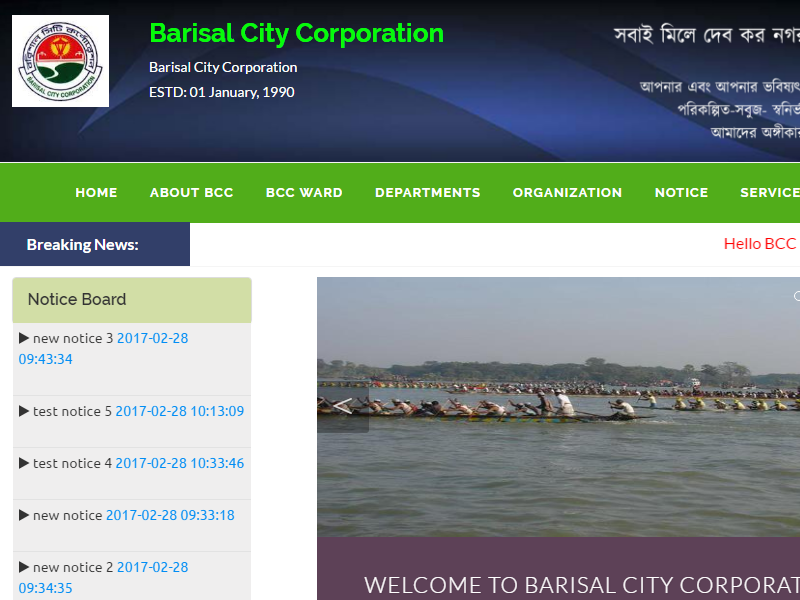 বরিশাল সিটি কর্পোরেশন
BARISAL CITY CORPORATION
Barisal City Corporation
Barisal City Corporation
ESTD: 01 January, 1990
সবাই মিলে দেব কর নগর
আপনার এবং আপনার ভবিষ্যৎ
পরিকল্পিত-সবুজ- স্বনির্ভ
আমাদের অঙ্গীকার
HOME ABOUT BCC BCC WARD DEPARTMENTS ORGANIZATION NOTICE SERVICE
Breaking News:
Hello BCC
Notice Board
new notice 3 2017-02-28
09:43:34
test notice 5 2017-02-28 10:13:09
test notice 4 2017-02-28 10:33:46
new notice 2017-02-28 09:33:18
new notice 2 2017-02-28
09:34:35
WELCOME TO BARISAL CITY CORPORAT